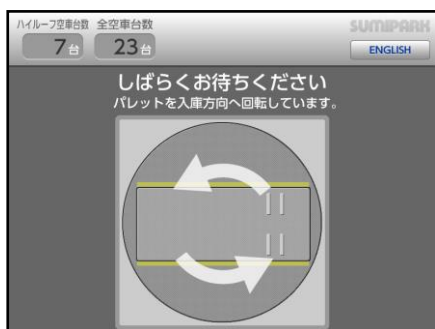 ハイルーフ空車台数 全空車台数
7台 23台
SUMIPARK
ENGLISH
しばらくお待ちください
パレットを入庫方向へ回転しています。